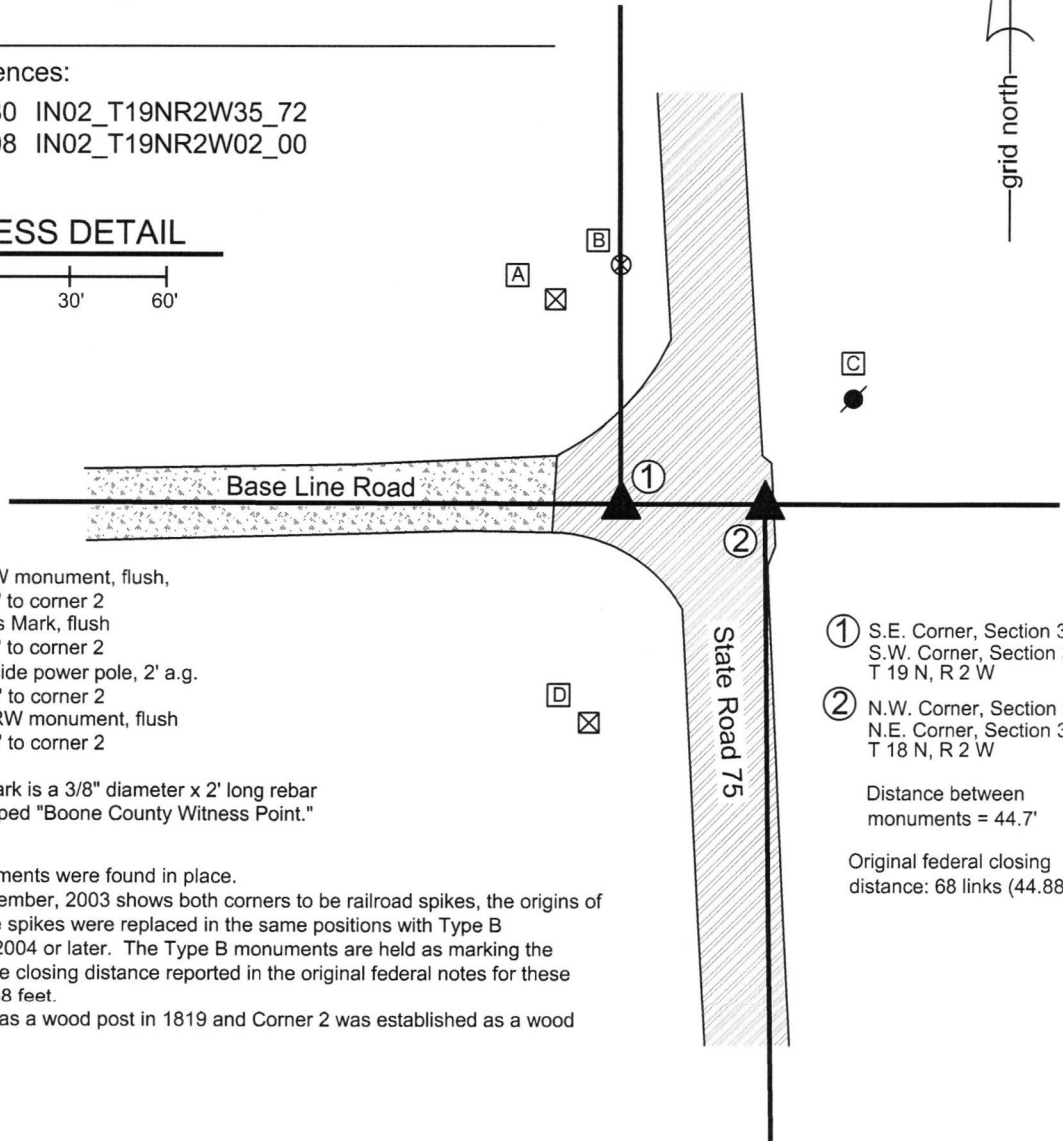 ences:
0 IN02_T19NR2W35_72
08 IN02_T19NR2W02_00
ESS DETAIL
30' 60'
grid north
A
B
C
Base Line Road
1
2
State Road 75
D
W monument, flush,
' to corner 2
s Mark, flush
' to corner 2
ide power pole, 2' a.g.
' to corner 2
RW monument, flush
' to corner 2
ark is a 3/8" diameter x 2' long rebar
ped "Boone County Witness Point."
ments were found in place.
ember, 2003 shows both corners to be railroad spikes, the origins of
e spikes were replaced in the same positions with Type B
2004 or later. The Type B monuments are held as marking the
e closing distance reported in the original federal notes for these
8 feet.
as a wood post in 1819 and Corner 2 was established as a wood
1 S.E. Corner, Section 3
S.W. Corner, Section
T 19 N, R 2 W
2 N.W. Corner, Section
N.E. Corner, Section 3
T 18 N, R 2 W
Distance between
monuments = 44.7'
Original federal closing
distance: 68 links (44.88